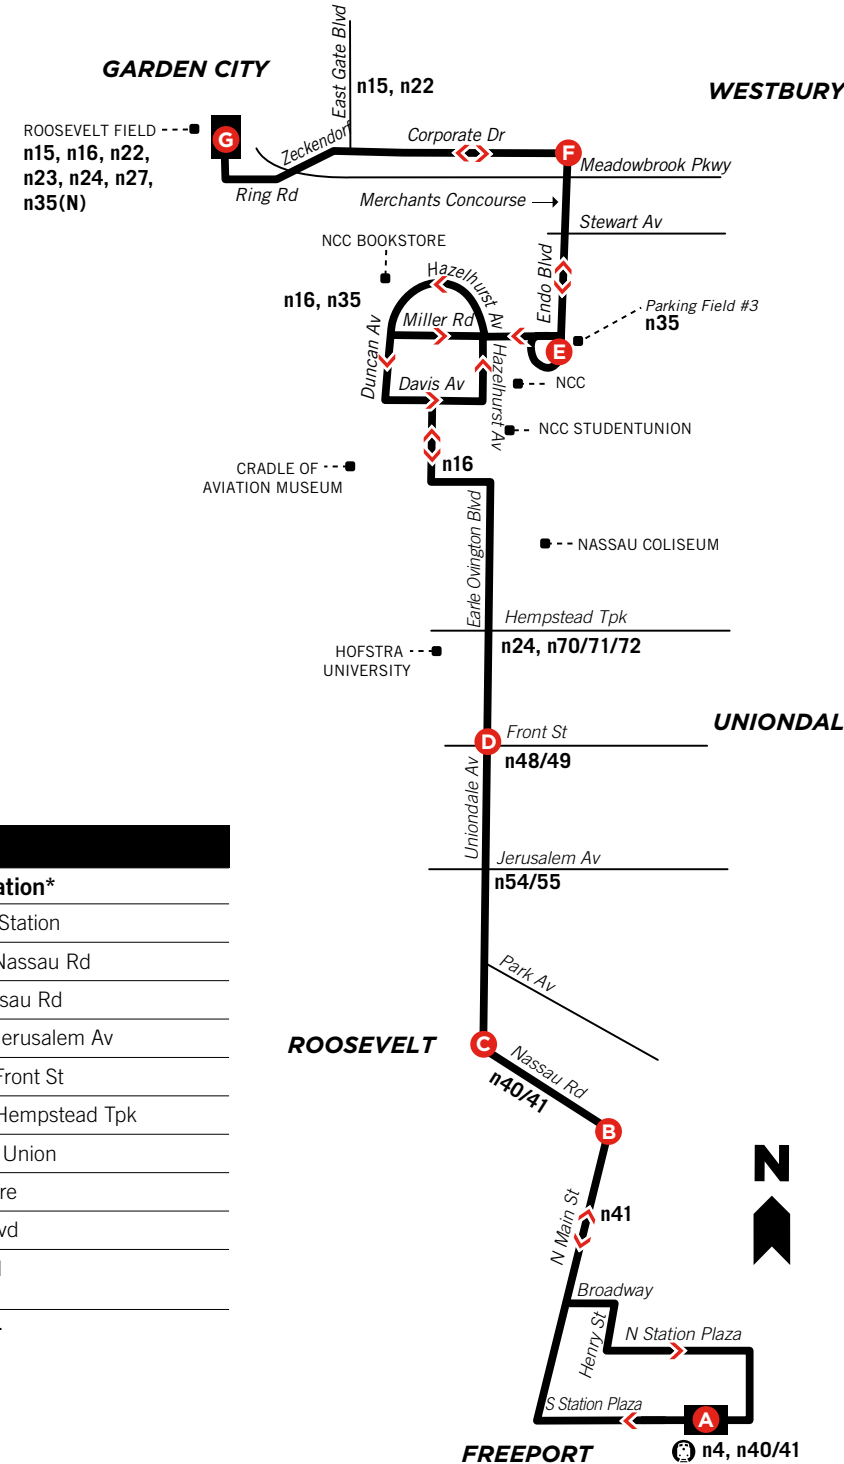 GARDEN CITY
East Gate Blvd
n15, n22
WESTBURY
ROOSEVELT FIELD
n15, n16, n22,
n23, n24, n27,
n35(N)
G
Zeckendorf
Corporate Dr
F
Meadowbrook Pkwy
Ring Rd
Merchants Concourse
Stewart Av
NCC BOOKSTORE
Hazelhurst Av
Endo Blvd
n16, n35
Parking Field #3
n35
Miller Rd
Duncan Av
E
Hazelhurst Av
Davis Av
NCC
NCC STUDENTUNION
n16
CRADLE OF
AVIATION MUSEUM
Earle Ovington Blvd
NASSAU COLISEUM
Hempstead Tpk
n24, n70/71/72
HOFSTRA
UNIVERSITY
UNIONDAL
D
Front St
n48/49
Uniondale Av
Jerusalem Av
n54/55
ation*
Station
Nassau Rd
sau Rd
erusalem Av
Front St
Hempstead Tpk
Union
re
vd
Park Av
ROOSEVELT
C
Nassau Rd
n40/41
B
N
N Main St
n41
Broadway
Henry St
N Station Plaza
S Station Plaza
A
FREEPORT
n4, n40/41